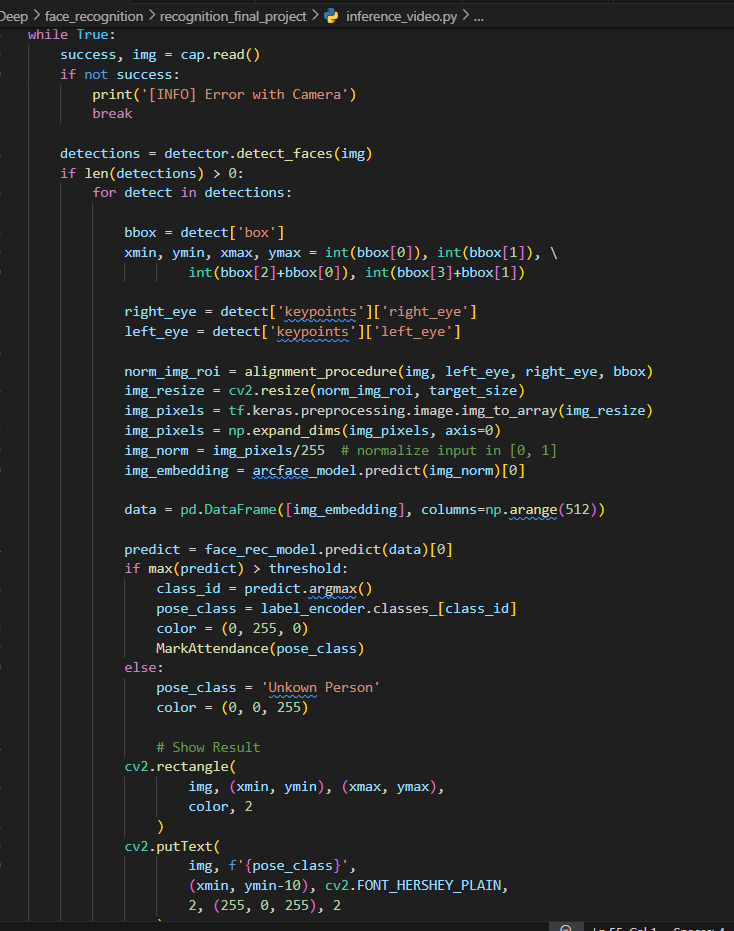 Deep > face_recognition > recognition_final_project > inference_video.py > ...
while True:
    success, img = cap.read()
    if not success:
        print('[INFO] Error with Camera')
        break

    detections = detector.detect_faces(img)
    if len(detections) > 0:
        for detect in detections:

            bbox = detect['box']
            xmin, ymin, xmax, ymax = int(bbox[0]), int(bbox[1]), \
                    int(bbox[2]+bbox[0]), int(bbox[3]+bbox[1])

            right_eye = detect['keypoints']['right_eye']
            left_eye = detect['keypoints']['left_eye']

            norm_img_roi = alignment_procedure(img, left_eye, right_eye, bbox)
            img_resize = cv2.resize(norm_img_roi, target_size)
            img_pixels = tf.keras.preprocessing.image.img_to_array(img_resize)
            img_pixels = np.expand_dims(img_pixels, axis=0)
            img_norm = img_pixels/255  # normalize input in [0, 1]
            img_embedding = arcface_model.predict(img_norm)[0]

            data = pd.DataFrame([img_embedding], columns=np.arange(512))

            predict = face_rec_model.predict(data)[0]
            if max(predict) > threshold:
                class_id = predict.argmax()
                pose_class = label_encoder.classes_[class_id]
                color = (0, 255, 0)
                MarkAttendance(pose_class)
            else:
                pose_class = 'Unkown Person'
                color = (0, 0, 255)

                # Show Result
            cv2.rectangle(
                    img, (xmin, ymin), (xmax, ymax),
                    color, 2
                )
            cv2.putText(
                    img, f'{pose_class}',
                    (xmin, ymin-10), cv2.FONT_HERSHEY_PLAIN,
                    2, (255, 0, 255), 2